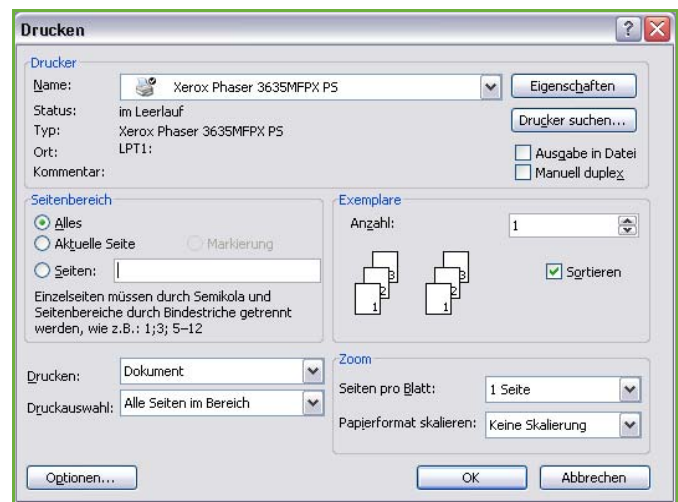 Drucken
Drucker
Name: Xerox Phaser 3635MFPX PS
Eigenschaften
Status: im Leerlauf
Drucker suchen...
Typ: Xerox Phaser 3635MFPX PS
Ort: LPT1:
Ausgabe in Datei
Kommentar:
Manuell duplex
Seitenbereich
Alles
Aktuelle Seite Markierung
Seiten:
Einzelseiten müssen durch Semikola und
Seitenbereiche durch Bindestriche getrennt
werden, wie z.B.: 1;3; 5–12
Exemplare
Anzahl: 1
3 3
2 2
1 1
Sortieren
Drucken: Dokument
Druckauswahl: Alle Seiten im Bereich
Zoom
Seiten pro Blatt: 1 Seite
Papierformat skalieren: Keine Skalierung
Optionen... OK Abbrechen